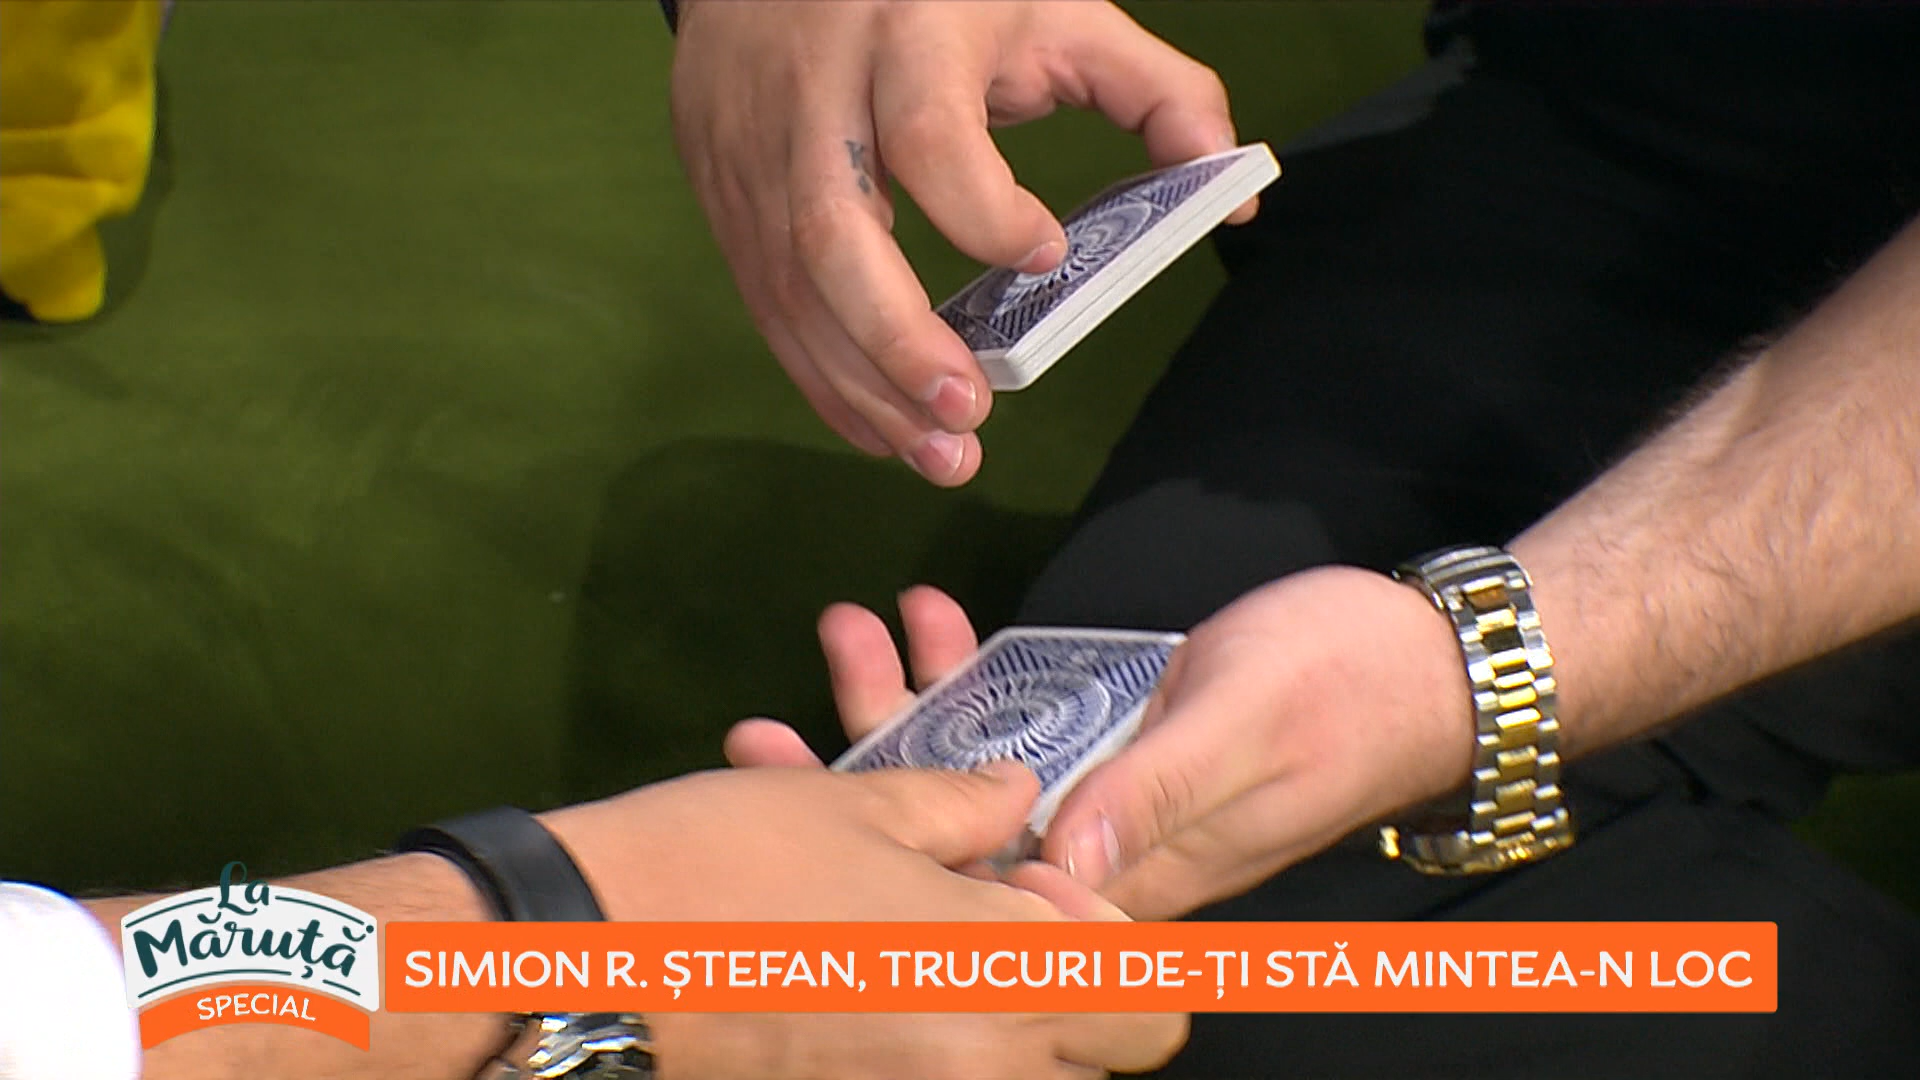 La
Măruță
SPECIAL
SIMION R. ȘTEFAN, TRUCURI DE-ȚI STĂ MINTEA-N LOC